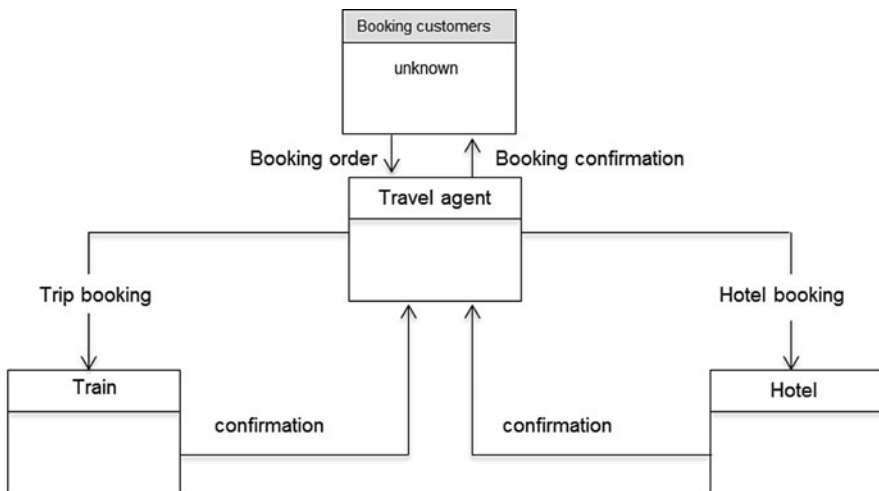 Booking customers
unknown
Booking order
Booking confirmation
Travel agent
Trip booking
Hotel booking
Train
Hotel
confirmation
confirmation